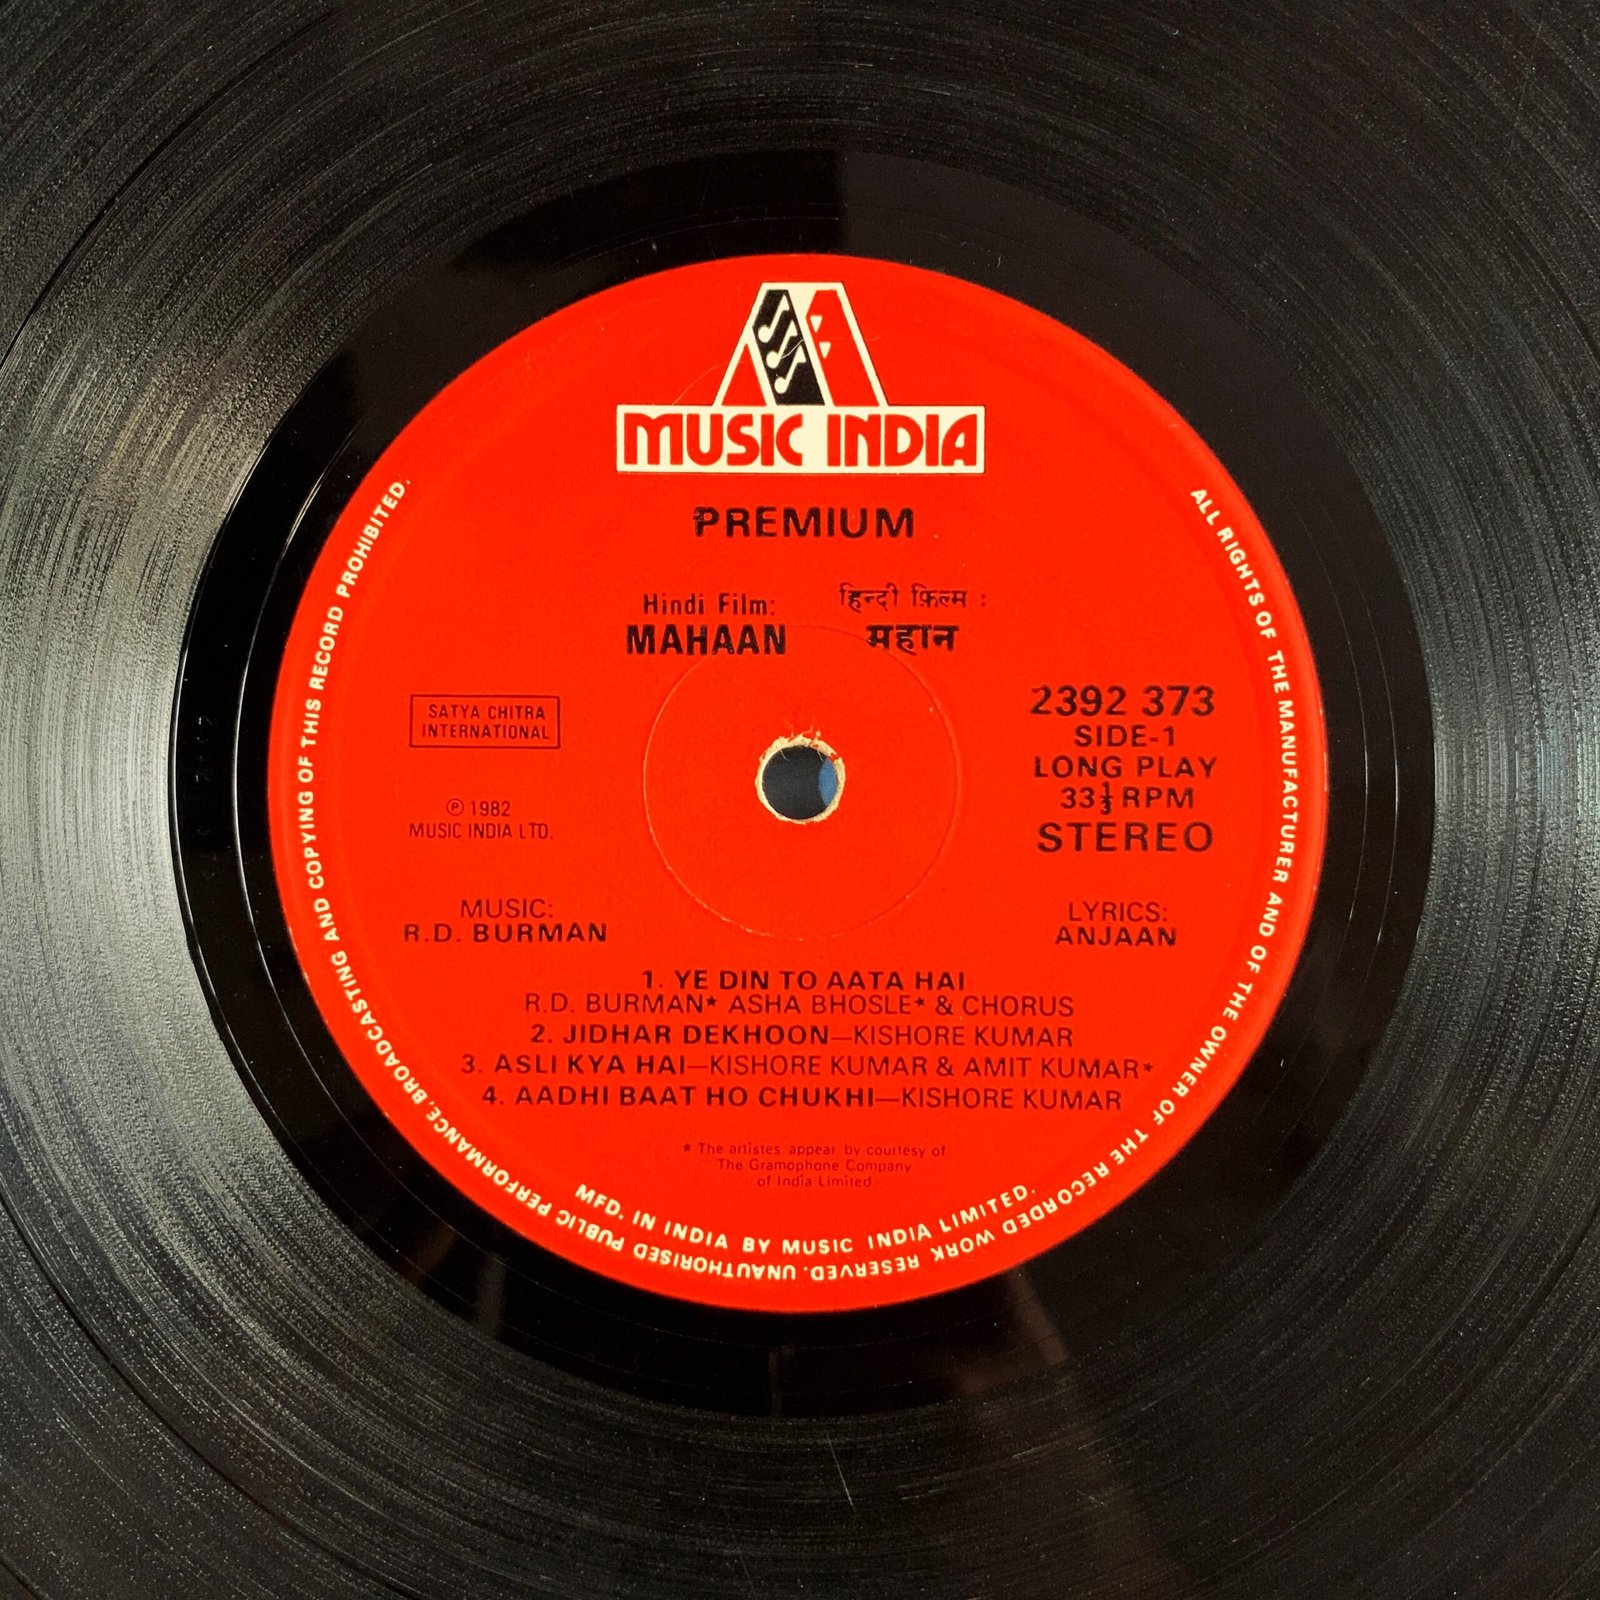 MUSIC INDIA
PREMIUM
Hindi Film:
MAHAAN
हिन्दी फ़िल्म :
महान
SATYA CHITRA
INTERNATIONAL
2392 373
SIDE-1
LONG PLAY
33⅓ RPM
STEREO
℗ 1982
MUSIC INDIA LTD.
MUSIC:
R.D. BURMAN
LYRICS:
ANJAAN
1. YE DIN TO AATA HAI
R.D. BURMAN* ASHA BHOSLE* & CHORUS
2. JIDHAR DEKHOON—KISHORE KUMAR
3. ASLI KYA HAI—KISHORE KUMAR & AMIT KUMAR*
4. AADHI BAAT HO CHUKHI—KISHORE KUMAR
* The artistes appear by courtesy of
The Gramophone Company
of India Limited
MFD. IN INDIA BY MUSIC INDIA LIMITED.
ALL RIGHTS OF THE MANUFACTURER AND OF THE OWNER OF THE RECORDED WORK RESERVED. UNAUTHORISED PUBLIC PERFORMANCE, BROADCASTING AND COPYING OF THIS RECORD PROHIBITED.